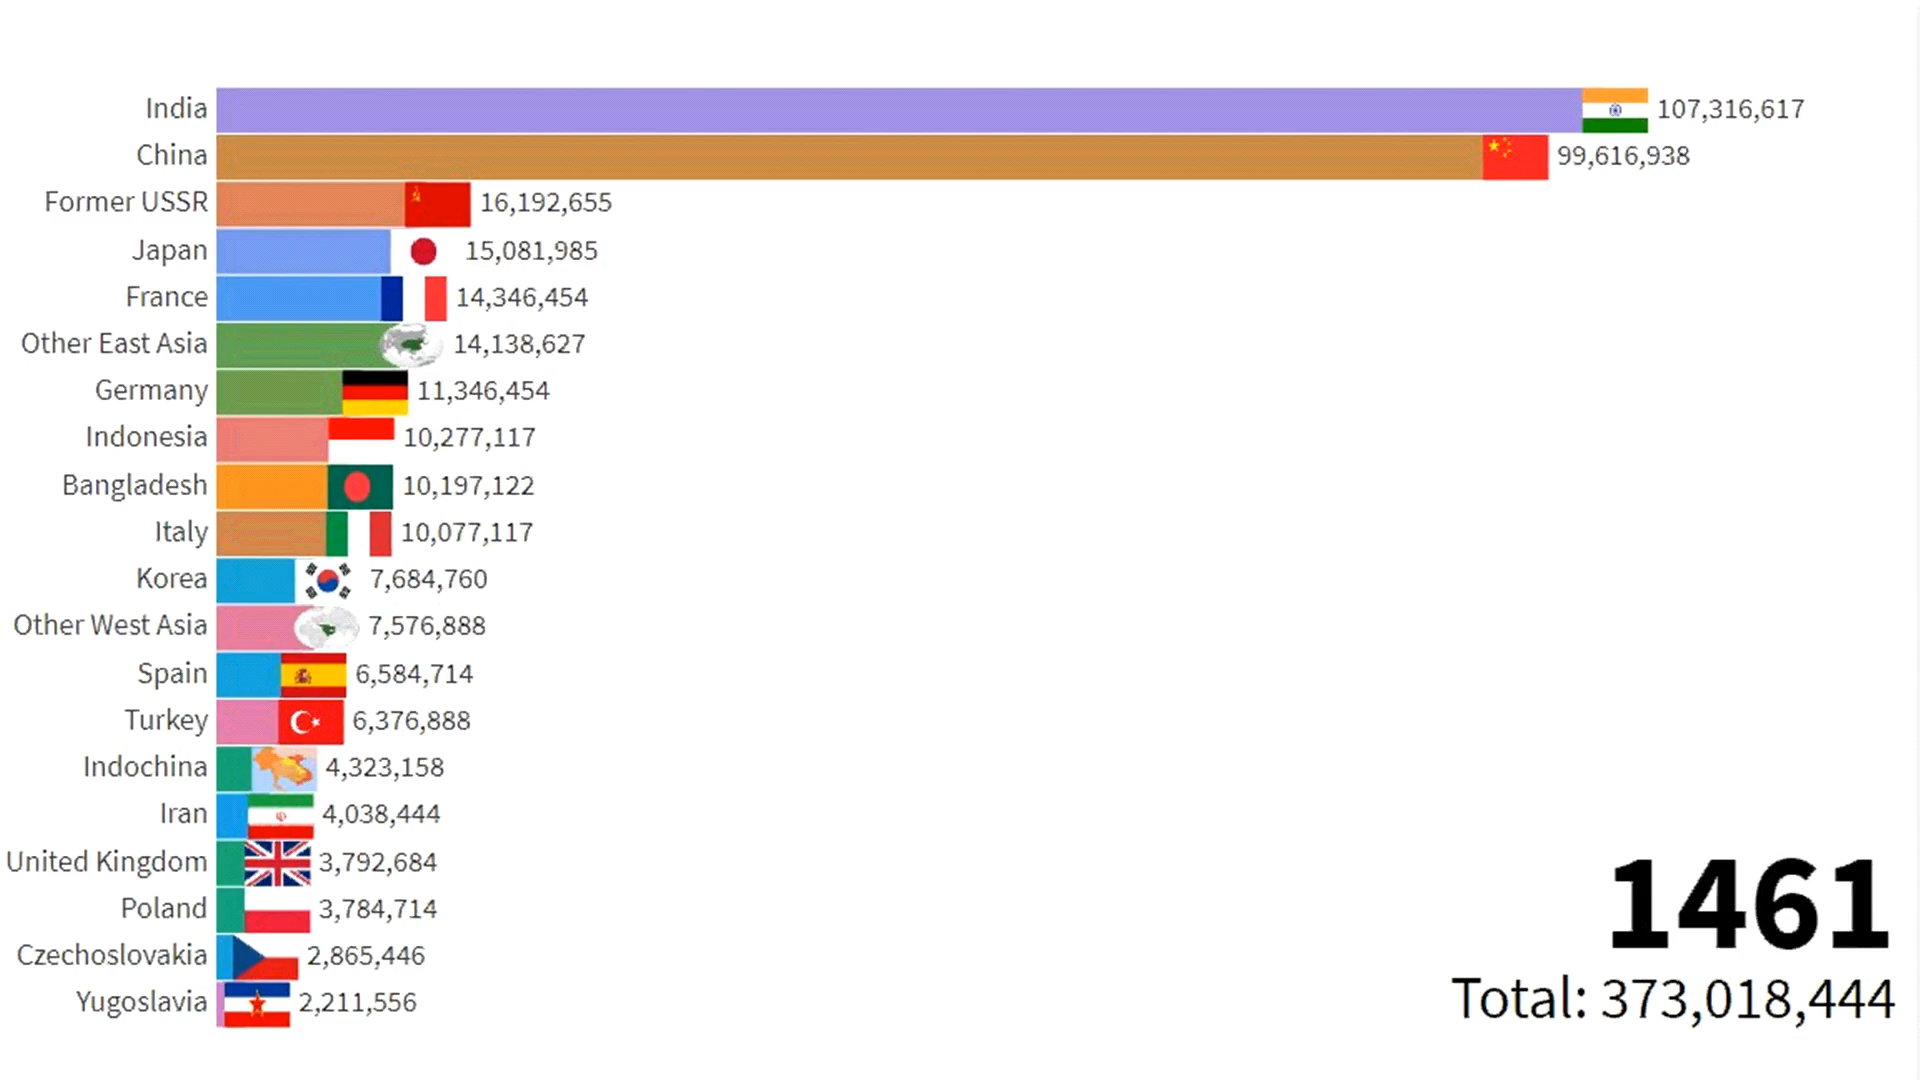 India 107,316,617
China 99,616,938
Former USSR 16,192,655
Japan 15,081,985
France 14,346,454
Other East Asia 14,138,627
Germany 11,346,454
Indonesia 10,277,117
Bangladesh 10,197,122
Italy 10,077,117
Korea 7,684,760
Other West Asia 7,576,888
Spain 6,584,714
Turkey 6,376,888
Indochina 4,323,158
Iran 4,038,444
United Kingdom 3,792,684
Poland 3,784,714
Czechoslovakia 2,865,446
Yugoslavia 2,211,556
1461
Total: 373,018,444